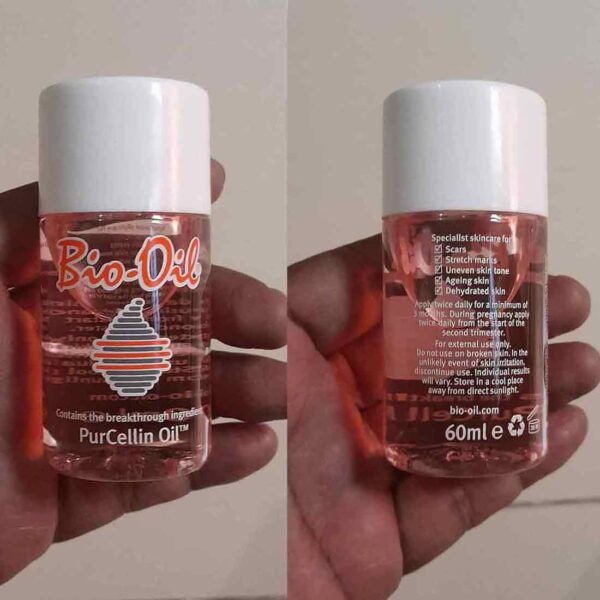 Bio-Oil
Contains the breakthrough ingredient
PurCellin Oil™
Specialist skincare for
Scars
Stretch marks
Uneven skin tone
Ageing skin
Dehydrated skin
Apply twice daily for a minimum of
3 months. During pregnancy apply
twice daily from the start of the
second trimester.
For external use only.
Do not use on broken skin. In the
unlikely event of skin irritation,
discontinue use. Individual results
will vary. Store in a cool place
away from direct sunlight.
bio-oil.com
60ml e